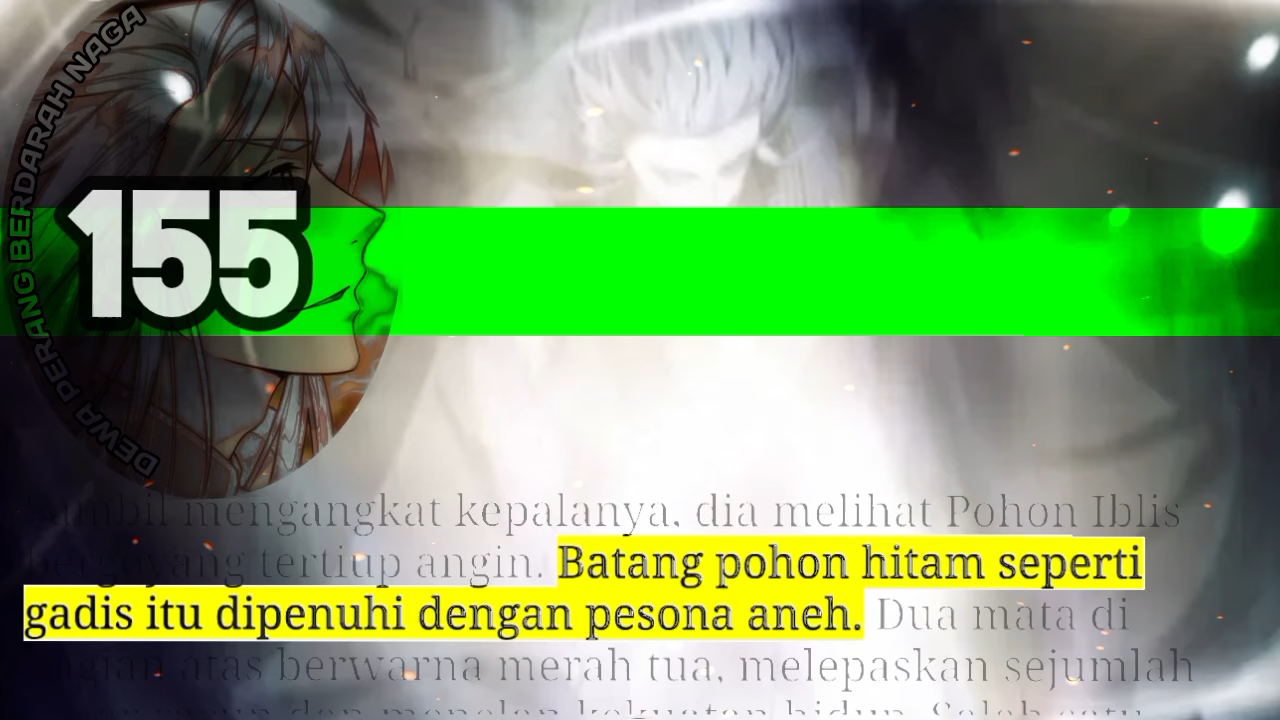 DEWA PERANG BERDARAH NAGA
155
mengangkat kepalanya, dia melihat Pohon Iblis
tertiup angin. Batang pohon hitam seperti
gadis itu dipenuhi dengan pesona aneh. Dua mata di
atas berwarna merah tua, melepaskan sejumlah